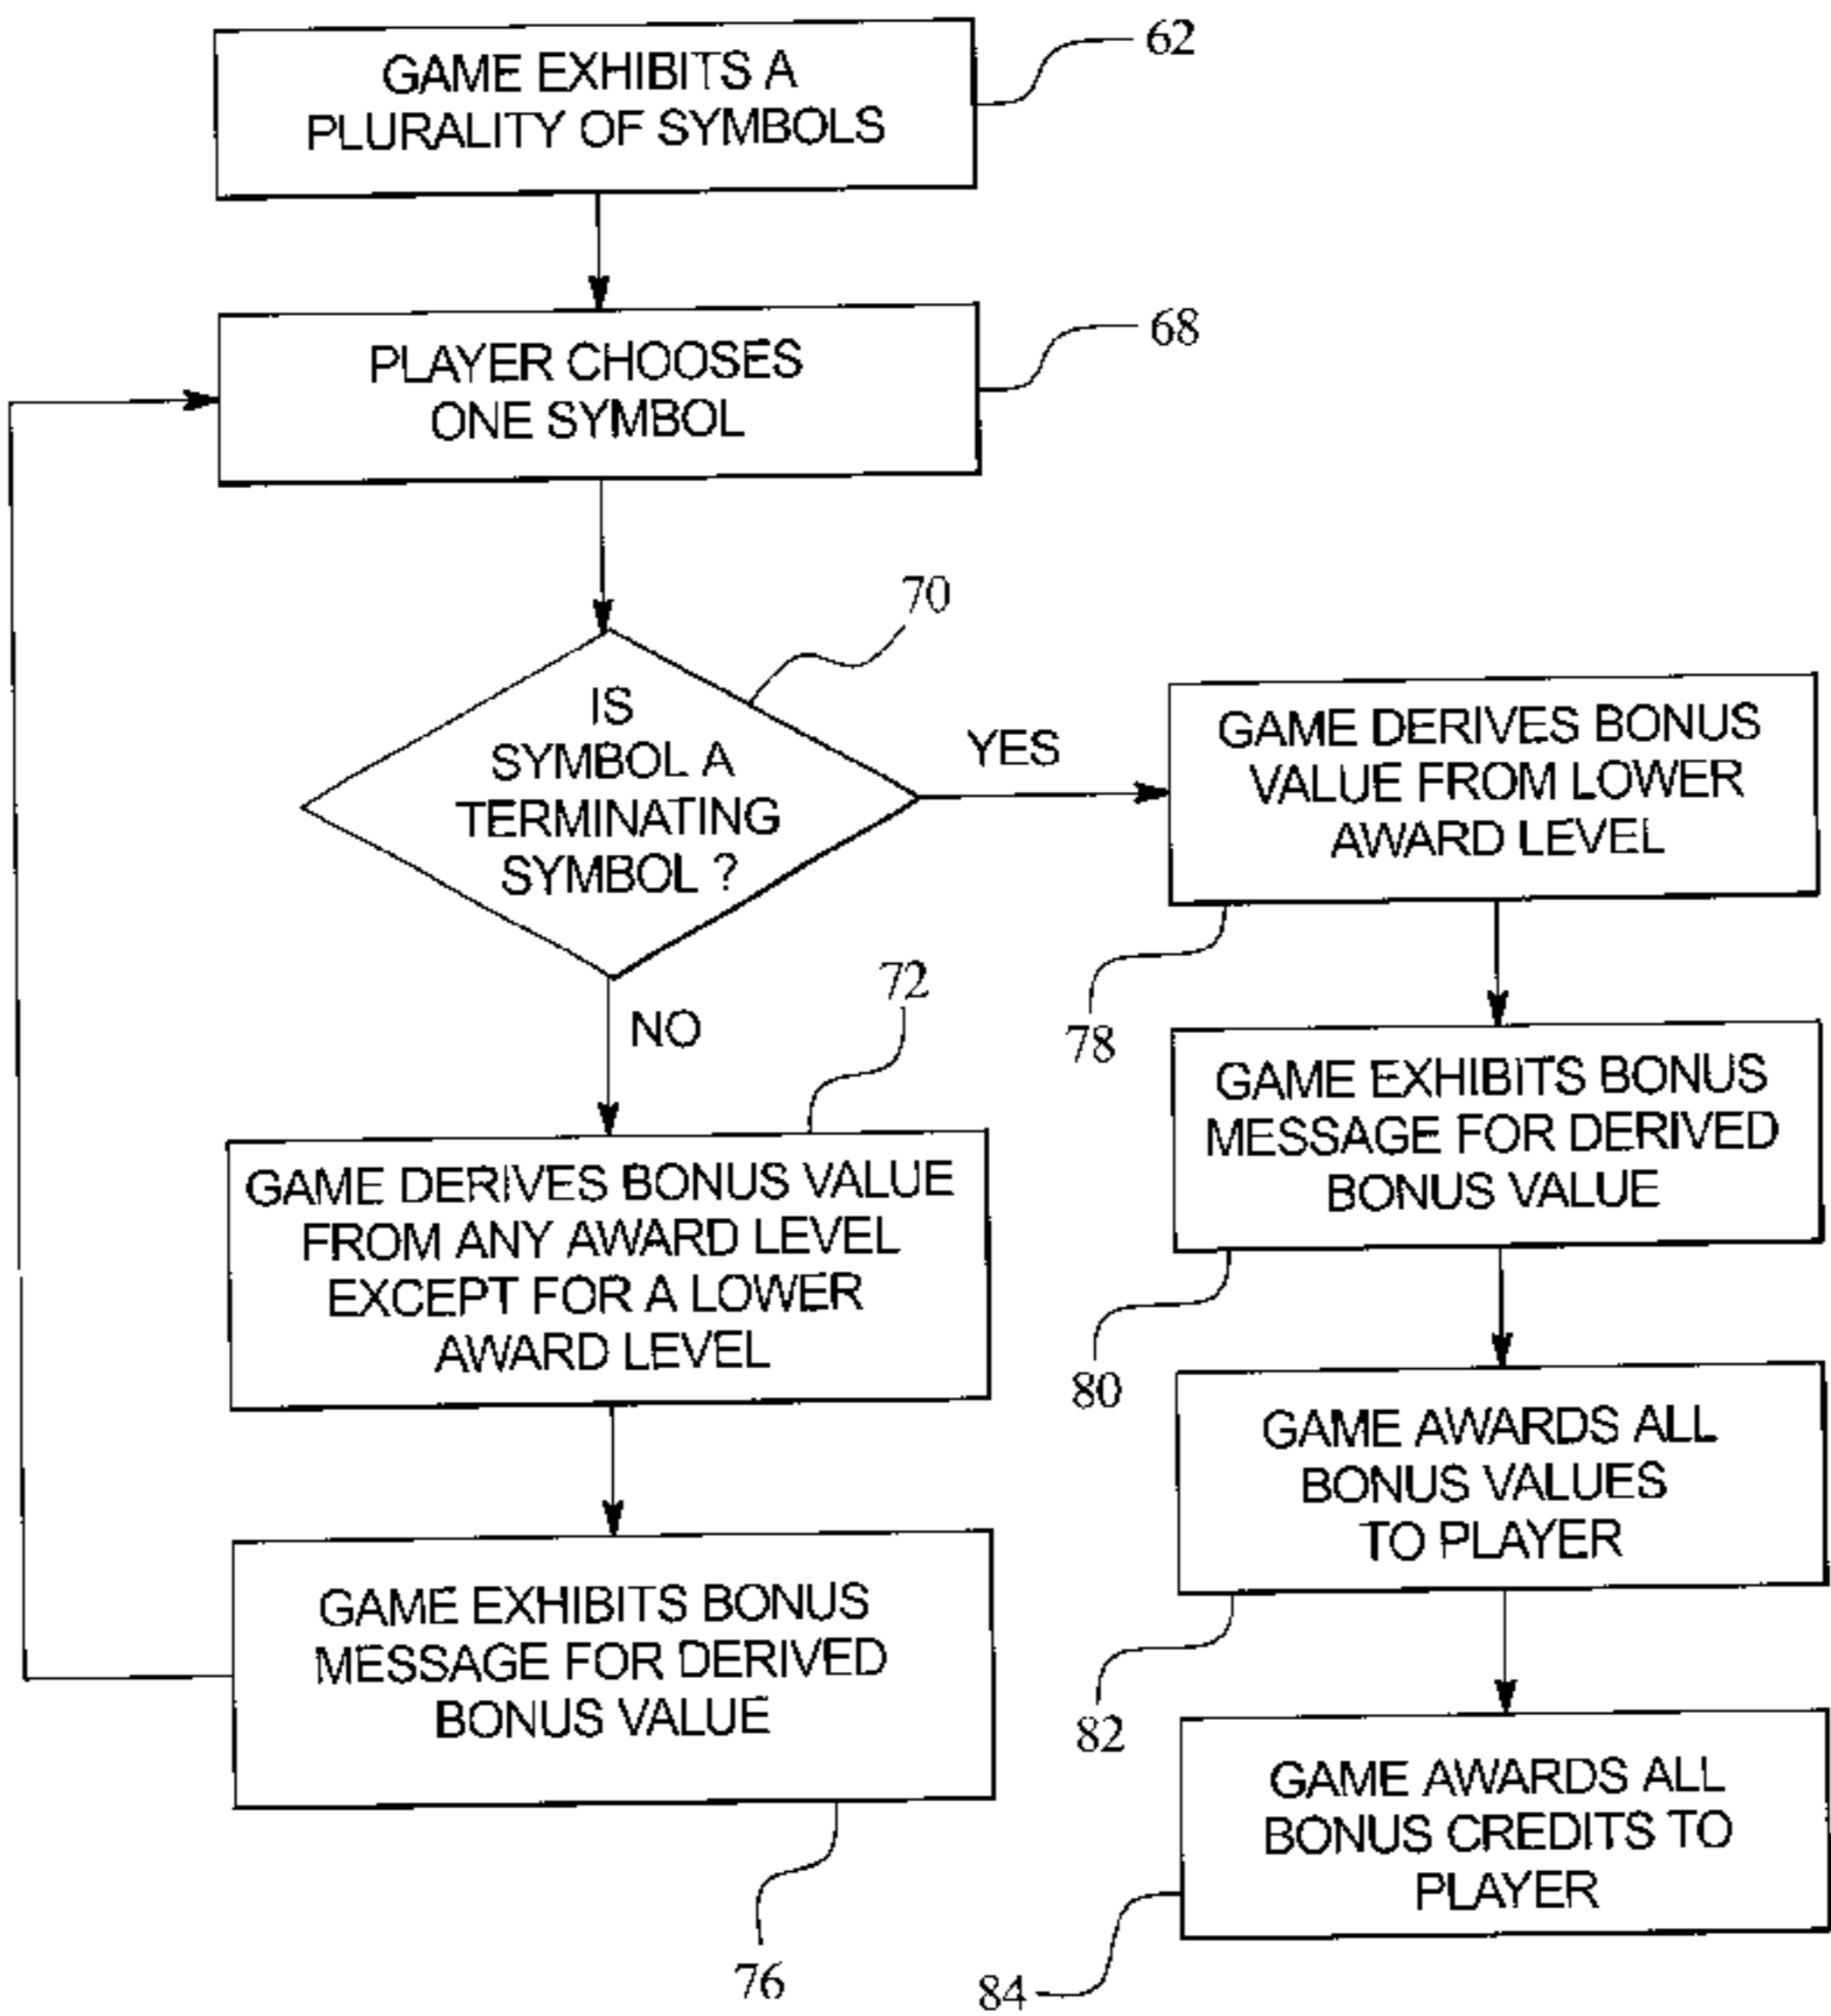 GAME EXHIBITS A
PLURALITY OF SYMBOLS
62
PLAYER CHOOSES
ONE SYMBOL
68
IS
SYMBOL A
TERMINATING
SYMBOL ?
70
YES
NO
GAME DERIVES BONUS VALUE
FROM ANY AWARD LEVEL
EXCEPT FOR A LOWER
AWARD LEVEL
72
GAME EXHIBITS BONUS
MESSAGE FOR DERIVED
BONUS VALUE
76
GAME DERIVES BONUS
VALUE FROM LOWER
AWARD LEVEL
78
GAME EXHIBITS BONUS
MESSAGE FOR DERIVED
BONUS VALUE
80
GAME AWARDS ALL
BONUS VALUES
TO PLAYER
82
GAME AWARDS ALL
BONUS CREDITS TO
PLAYER
84